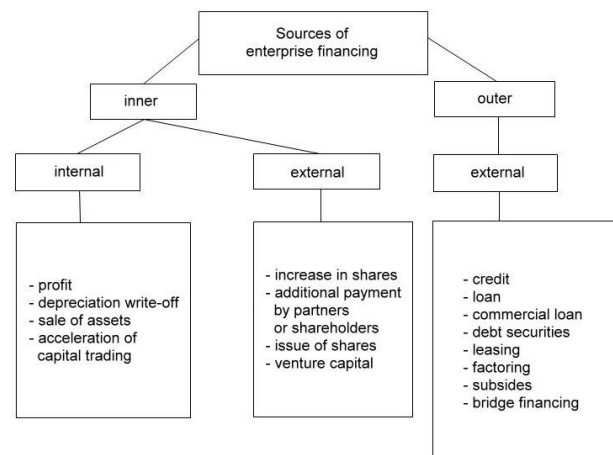 Sources of
enterprise financing
inner
outer
internal
external
external
- profit
- depreciation write-off
- sale of assets
- acceleration of
capital trading
- increase in shares
- additional payment
by partners
or shareholders
- issue of shares
- venture capital
- credit
- loan
- commercial loan
- debt securities
- leasing
- factoring
- subsides
- bridge financing